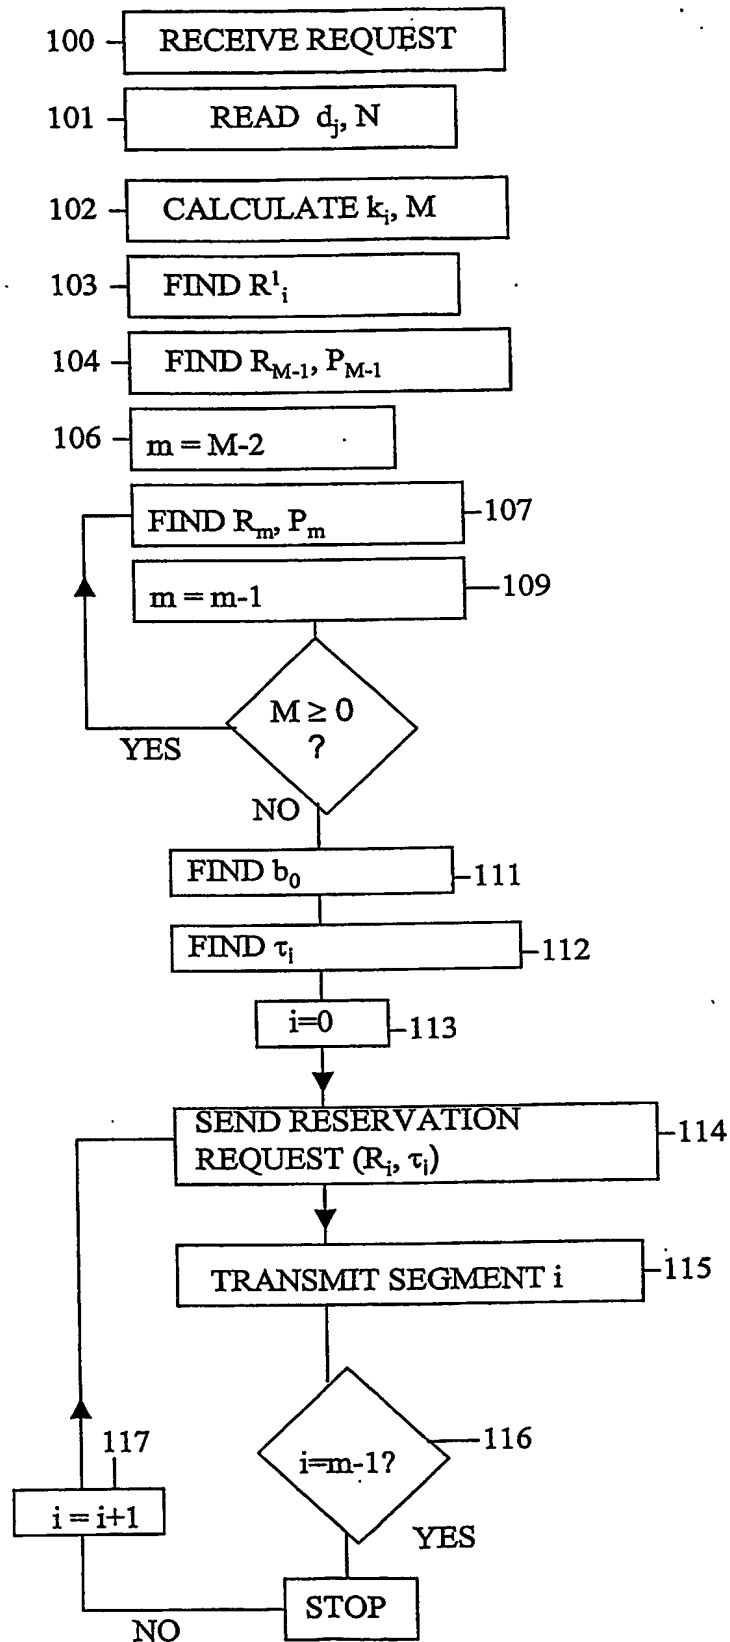 100 RECEIVE REQUEST
101 READ d_j, N
102 CALCULATE k_i, M
103 FIND R^1_i
104 FIND R_{M-1}, P_{M-1}
106 m = M-2
FIND R_m, P_m 107
m = m-1 109
M ≥ 0
?
YES
NO
FIND b_0 111
FIND τ_i 112
i=0 113
SEND RESERVATION
REQUEST (R_i, τ_i) 114
TRANSMIT SEGMENT i 115
i=m-1? 116
117
i = i+1
YES
STOP
NO